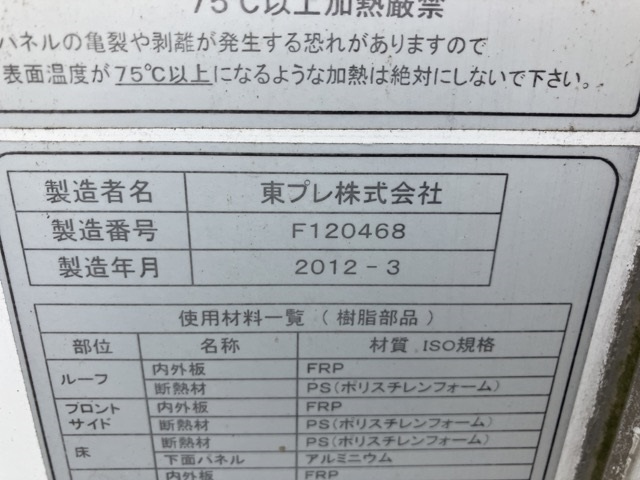 75℃以上加熱厳禁
パネルの亀裂や剥離が発生する恐れがありますので
表面温度が75℃以上になるような加熱は絶対にしないで下さい。
製造者名 東プレ株式会社
製造番号 F120468
製造年月 2012-3
使用材料一覧（樹脂部品）
部位 名称 材質 ISO規格
ルーフ 内外板 FRP
断熱材 PS(ポリスチレンフォーム)
フロント サイド 内外板 FRP
断熱材 PS(ポリスチレンフォーム)
床 断熱材 PS(ポリスチレンフォーム)
下面パネル アルミニウム
内外板 FRP